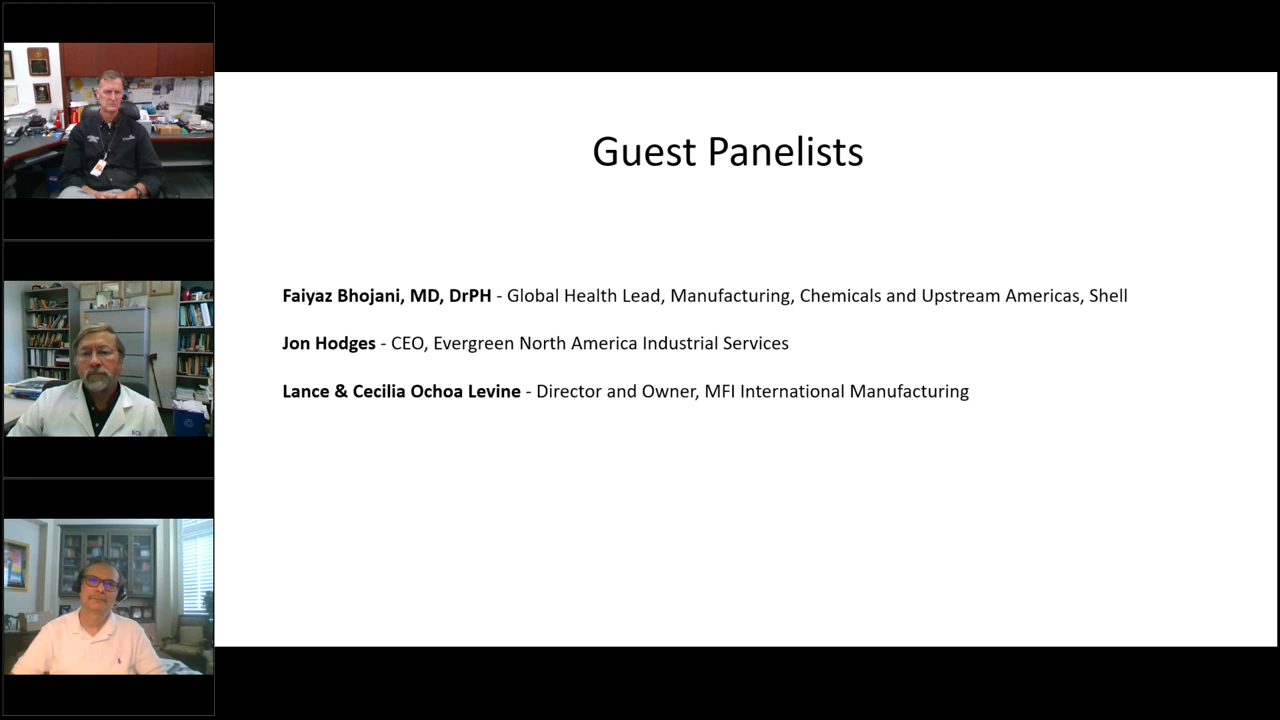 Guest Panelists
Faiyaz Bhojani, MD, DrPH - Global Health Lead, Manufacturing, Chemicals and Upstream Americas, Shell
Jon Hodges - CEO, Evergreen North America Industrial Services
Lance & Cecilia Ochoa Levine - Director and Owner, MFI International Manufacturing